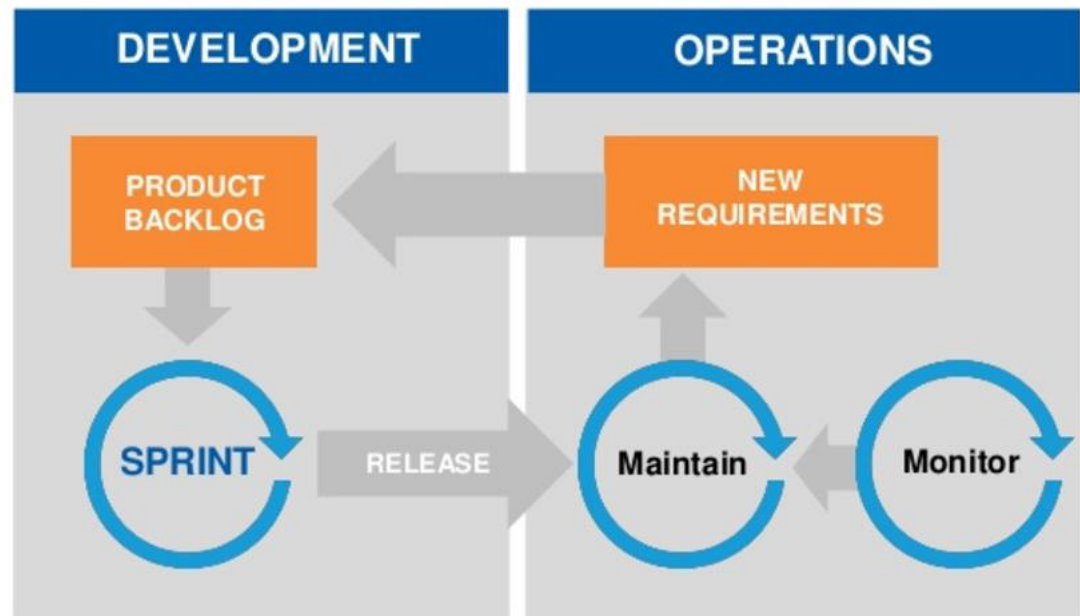 DEVELOPMENT
OPERATIONS
PRODUCT
BACKLOG
NEW
REQUIREMENTS
SPRINT
RELEASE
Maintain
Monitor